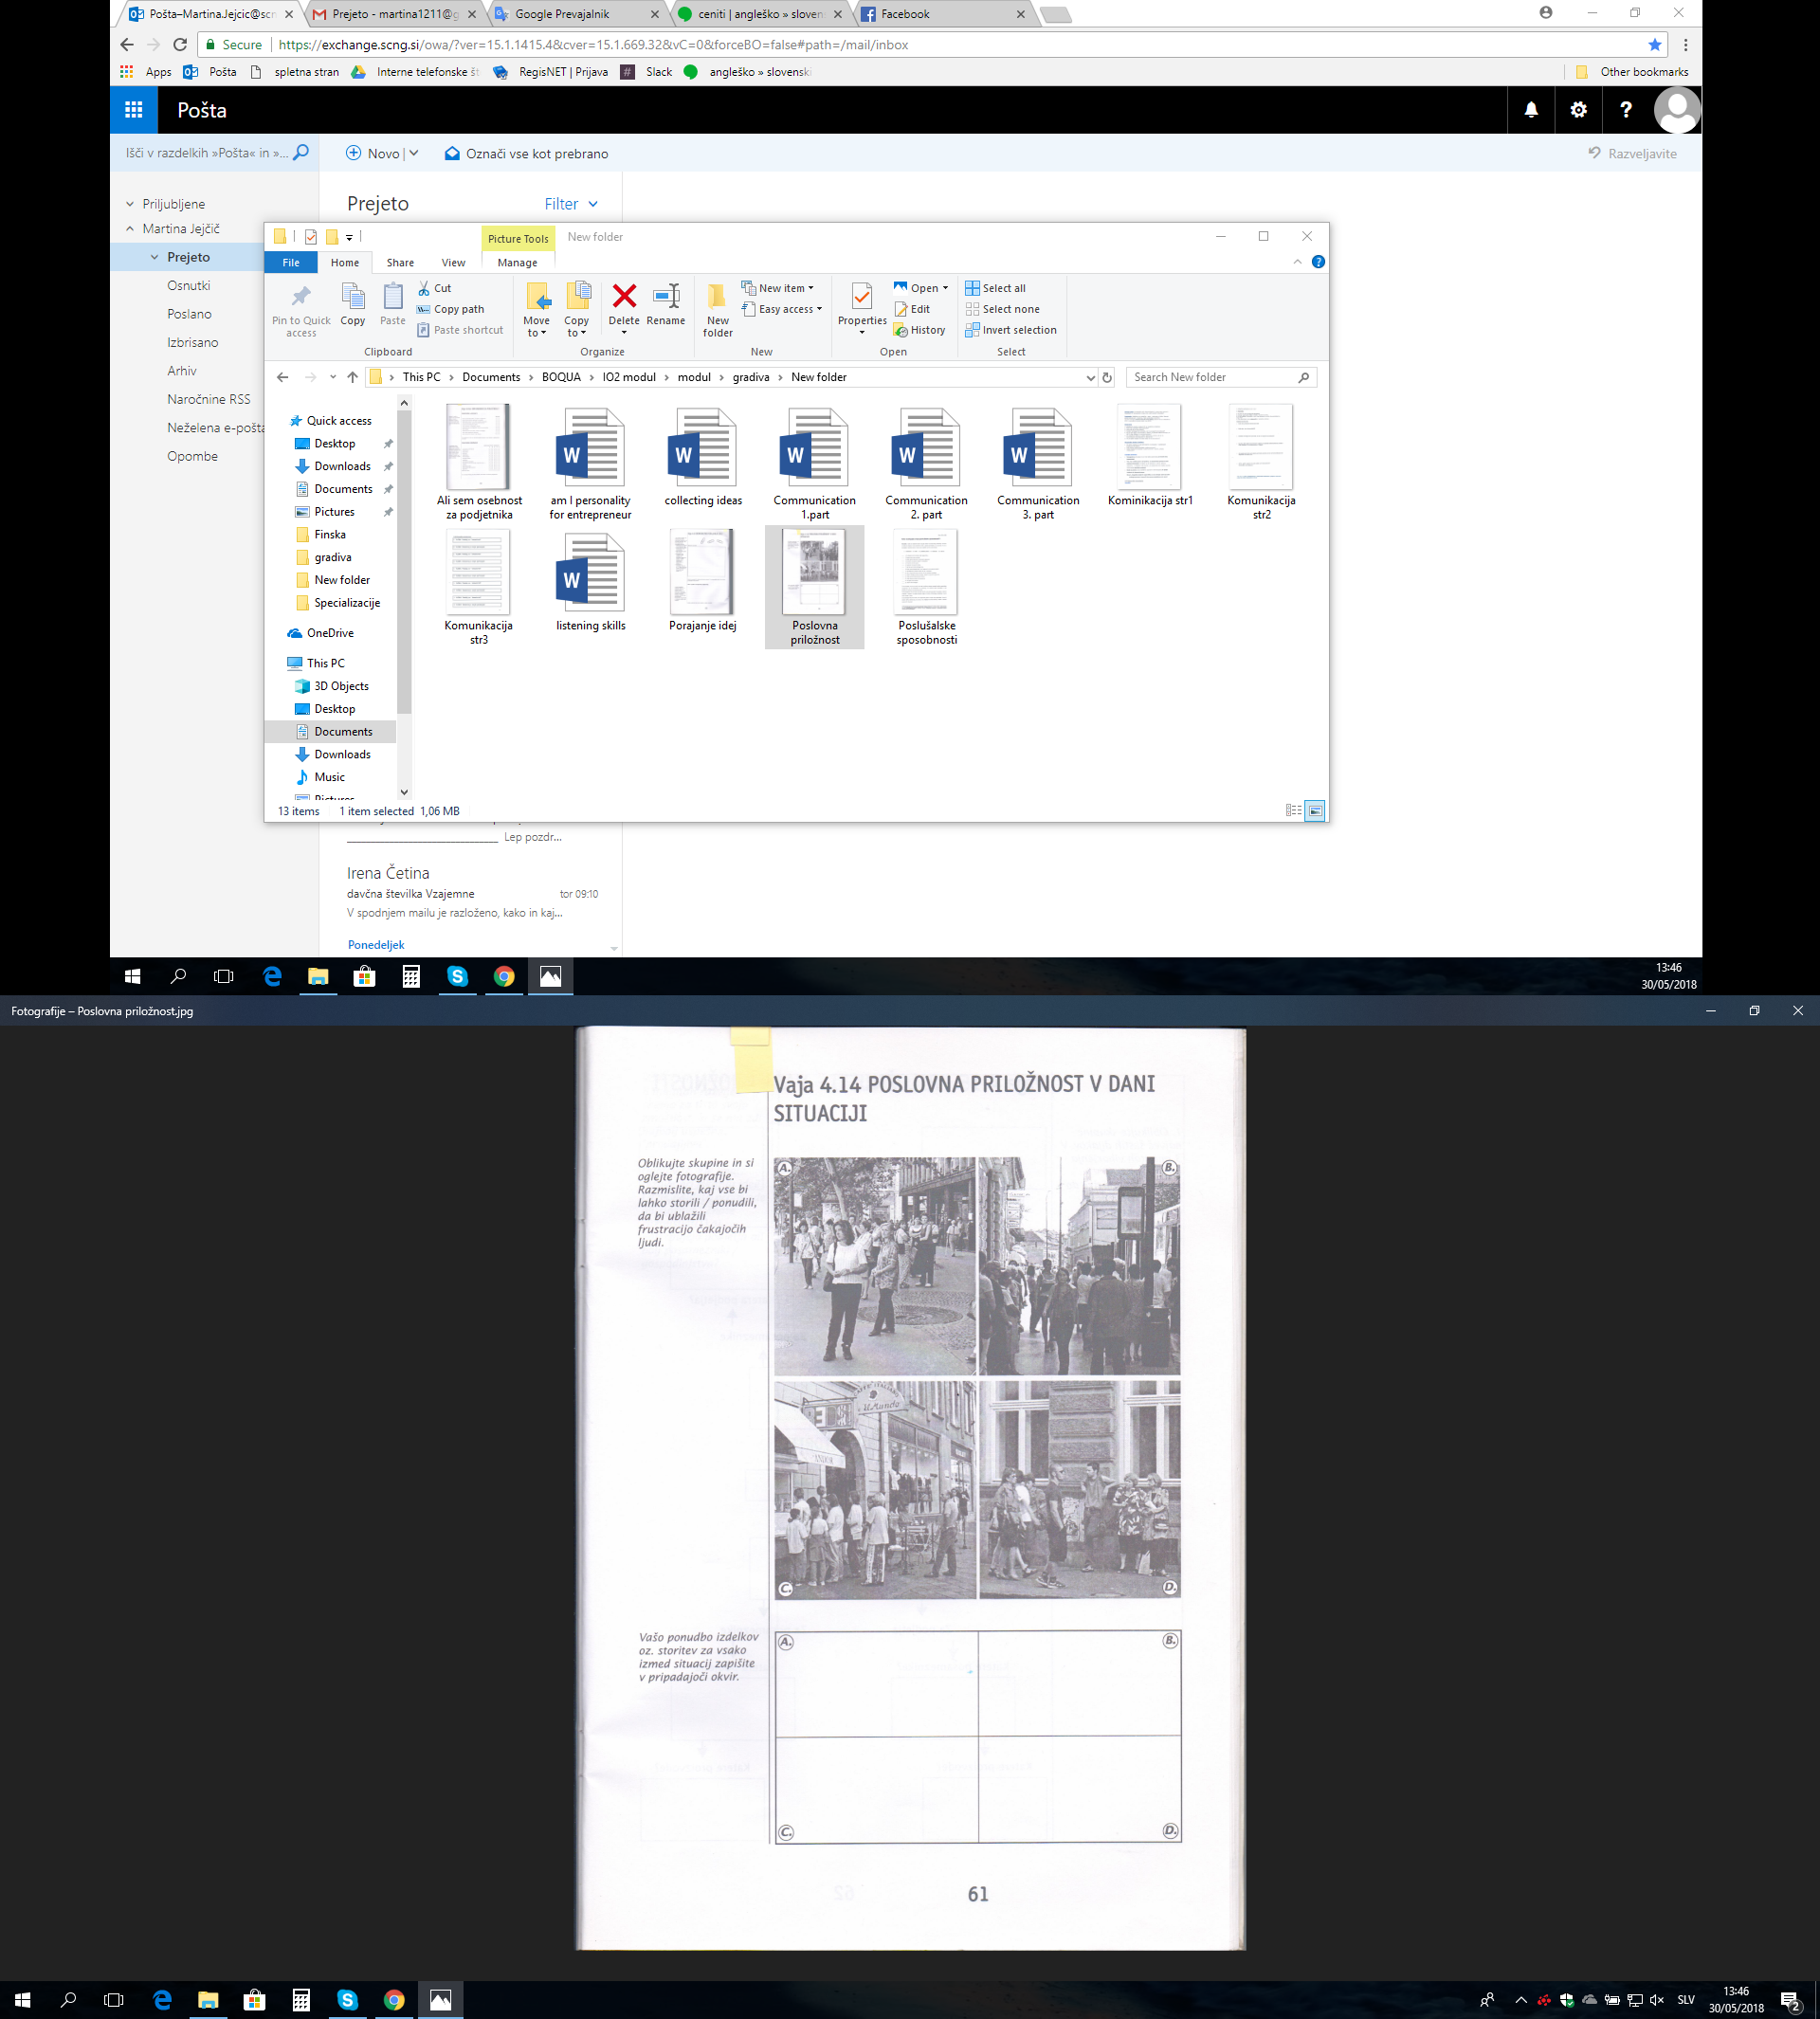 Pošta–Martina.Jejcic@scn
Prejeto - martina1211@g
Google Prevajalnik
ceniti | angleško » sloven
Facebook
Secure
https://exchange.scng.si/owa/?ver=15.1.1415.4&cver=15.1.669.32&vC=0&forceBO=false#path=/mail/inbox
Apps
Pošta
spletna stran
Interne telefonske št
RegisNET | Prijava
Slack
angleško » slovensk
Other bookmarks
Pošta
Išči v razdelkih »Pošta« in »...
Novo
Označi vse kot prebrano
Razveljavite
Priljubljene
Martina Jejčič
Prejeto
Osnutki
Poslano
Izbrisano
Arhiv
Naročnine RSS
Neželena e-pošta
Opombe
Prejeto
Filter
Picture Tools
New folder
File
Home
Share
View
Manage
Pin to Quick
access
Copy
Paste
Cut
Copy path
Paste shortcut
Clipboard
Move
to
Copy
to
Delete
Rename
Organize
New
folder
New item
Easy access
New
Properties
Open
Edit
History
Open
Select all
Select none
Invert selection
Select
This PC
Documents
BOQUA
IO2 modul
modul
gradiva
New folder
Search New folder
Quick access
Desktop
Downloads
Documents
Pictures
Finska
gradiva
New folder
Specializacije
OneDrive
This PC
3D Objects
Desktop
Documents
Downloads
Music
Pictures
Ali sem osebnost
za podjetnika
am I personality
for entrepreneur
collecting ideas
Communication
1.part
Communication
2. part
Communication
3. part
Kominikacija str1
Komunikacija
str2
Komunikacija
str3
listening skills
Porajanje idej
Poslovna
priložnost
Poslušalske
sposobnosti
13 items
1 item selected 1,06 MB
Lep pozdr...
Irena Četina
davčna številka Vzajemne
tor 09:10
V spodnjem mailu je razloženo, kako in kaj...
Ponedeljek
13:46
30/05/2018
Fotografije – Poslovna priložnost.jpg
Vaja 4.14 POSLOVNA PRILOŽNOST V DANI
SITUACIJI
Oblikujte skupine in si
oglejte fotografije.
Razmislite, kaj vse bi
lahko storili / ponudili,
da bi ublažili
frustracijo čakajočih
ljudi.
A.
B.
C.
D.
Vašo ponudbo izdelkov
oz. storitev za vsako
izmed situacij zapišite
v pripadajoči okvir.
A.
B.
C.
D.
61
SLV
13:46
30/05/2018
2